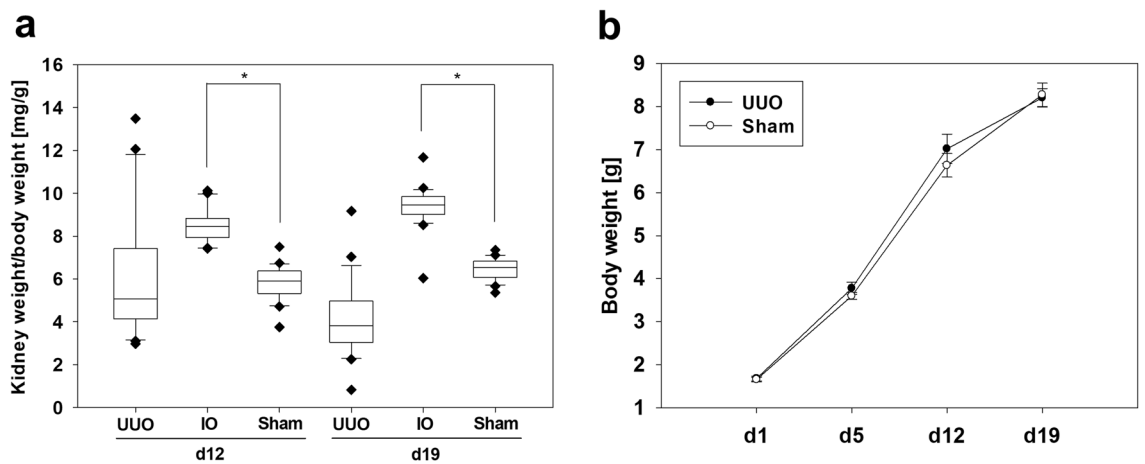 a
Kidney weight/body weight [mg/g]
16
14
12
10
8
6
4
2
0
*
*
UUO IO Sham UUO IO Sham
d12 d19
b
Body weight [g]
9
8
7
6
5
4
3
2
1
UUO
Sham
d1 d5 d12 d19